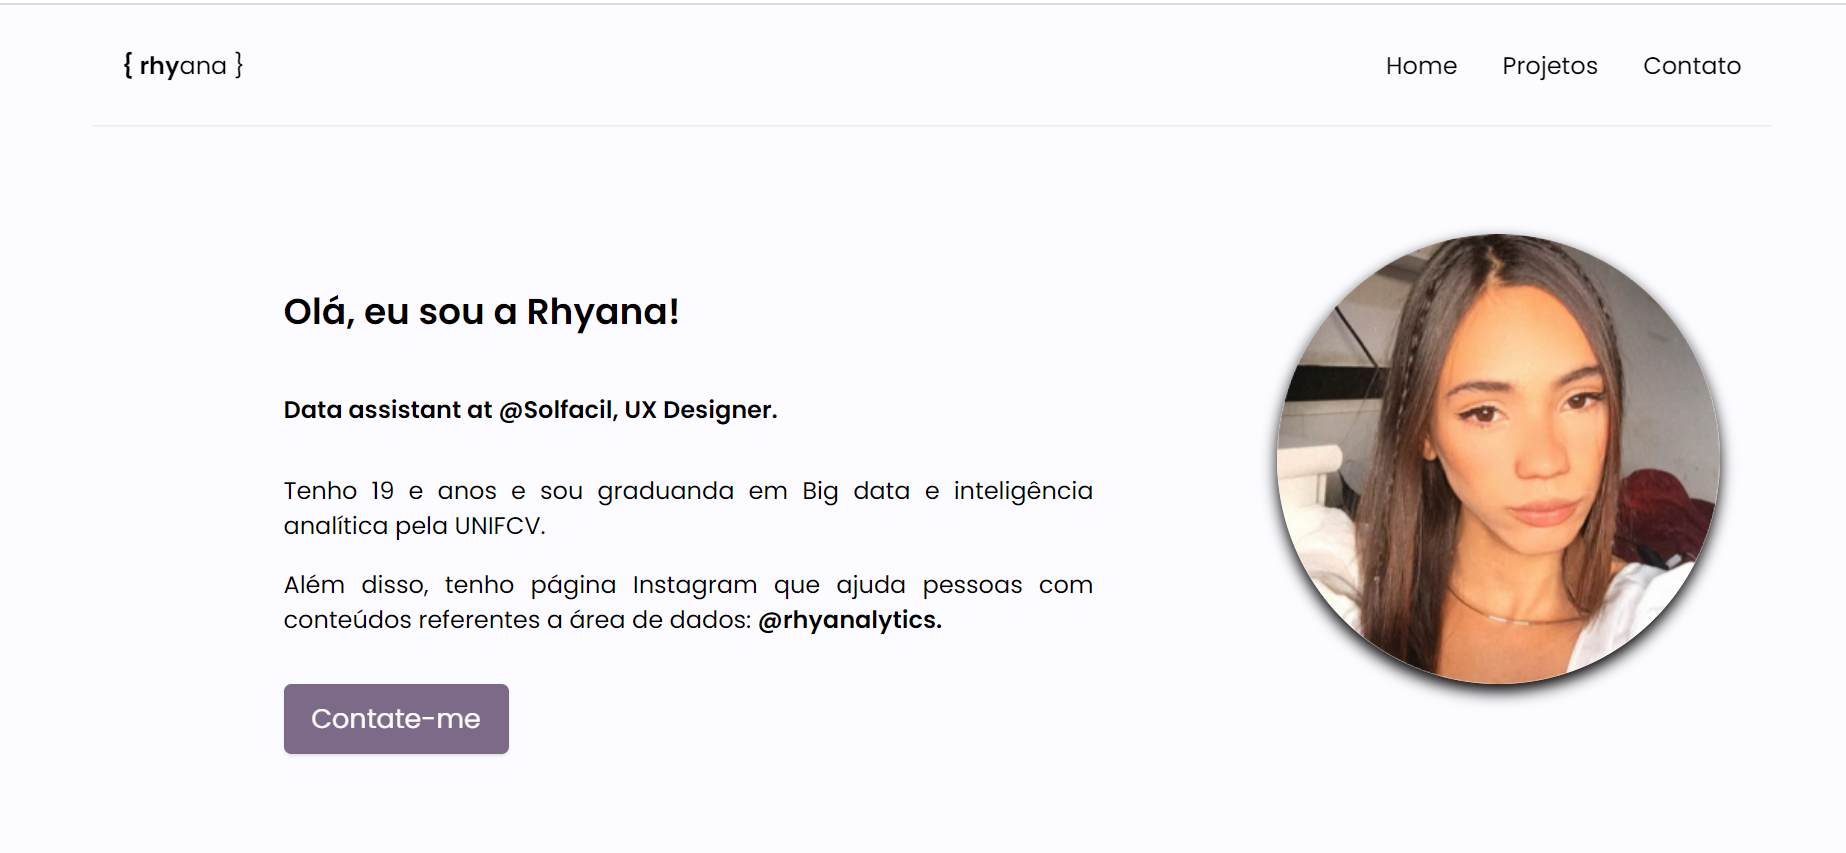 { rhyana }
Home Projetos Contato
Olá, eu sou a Rhyana!
Data assistant at @Solfacil, UX Designer.
Tenho 19 e anos e sou graduanda em Big data e inteligência
analítica pela UNIFCV.
Além disso, tenho página Instagram que ajuda pessoas com
conteúdos referentes a área de dados: @rhyanalytics.
Contate-me